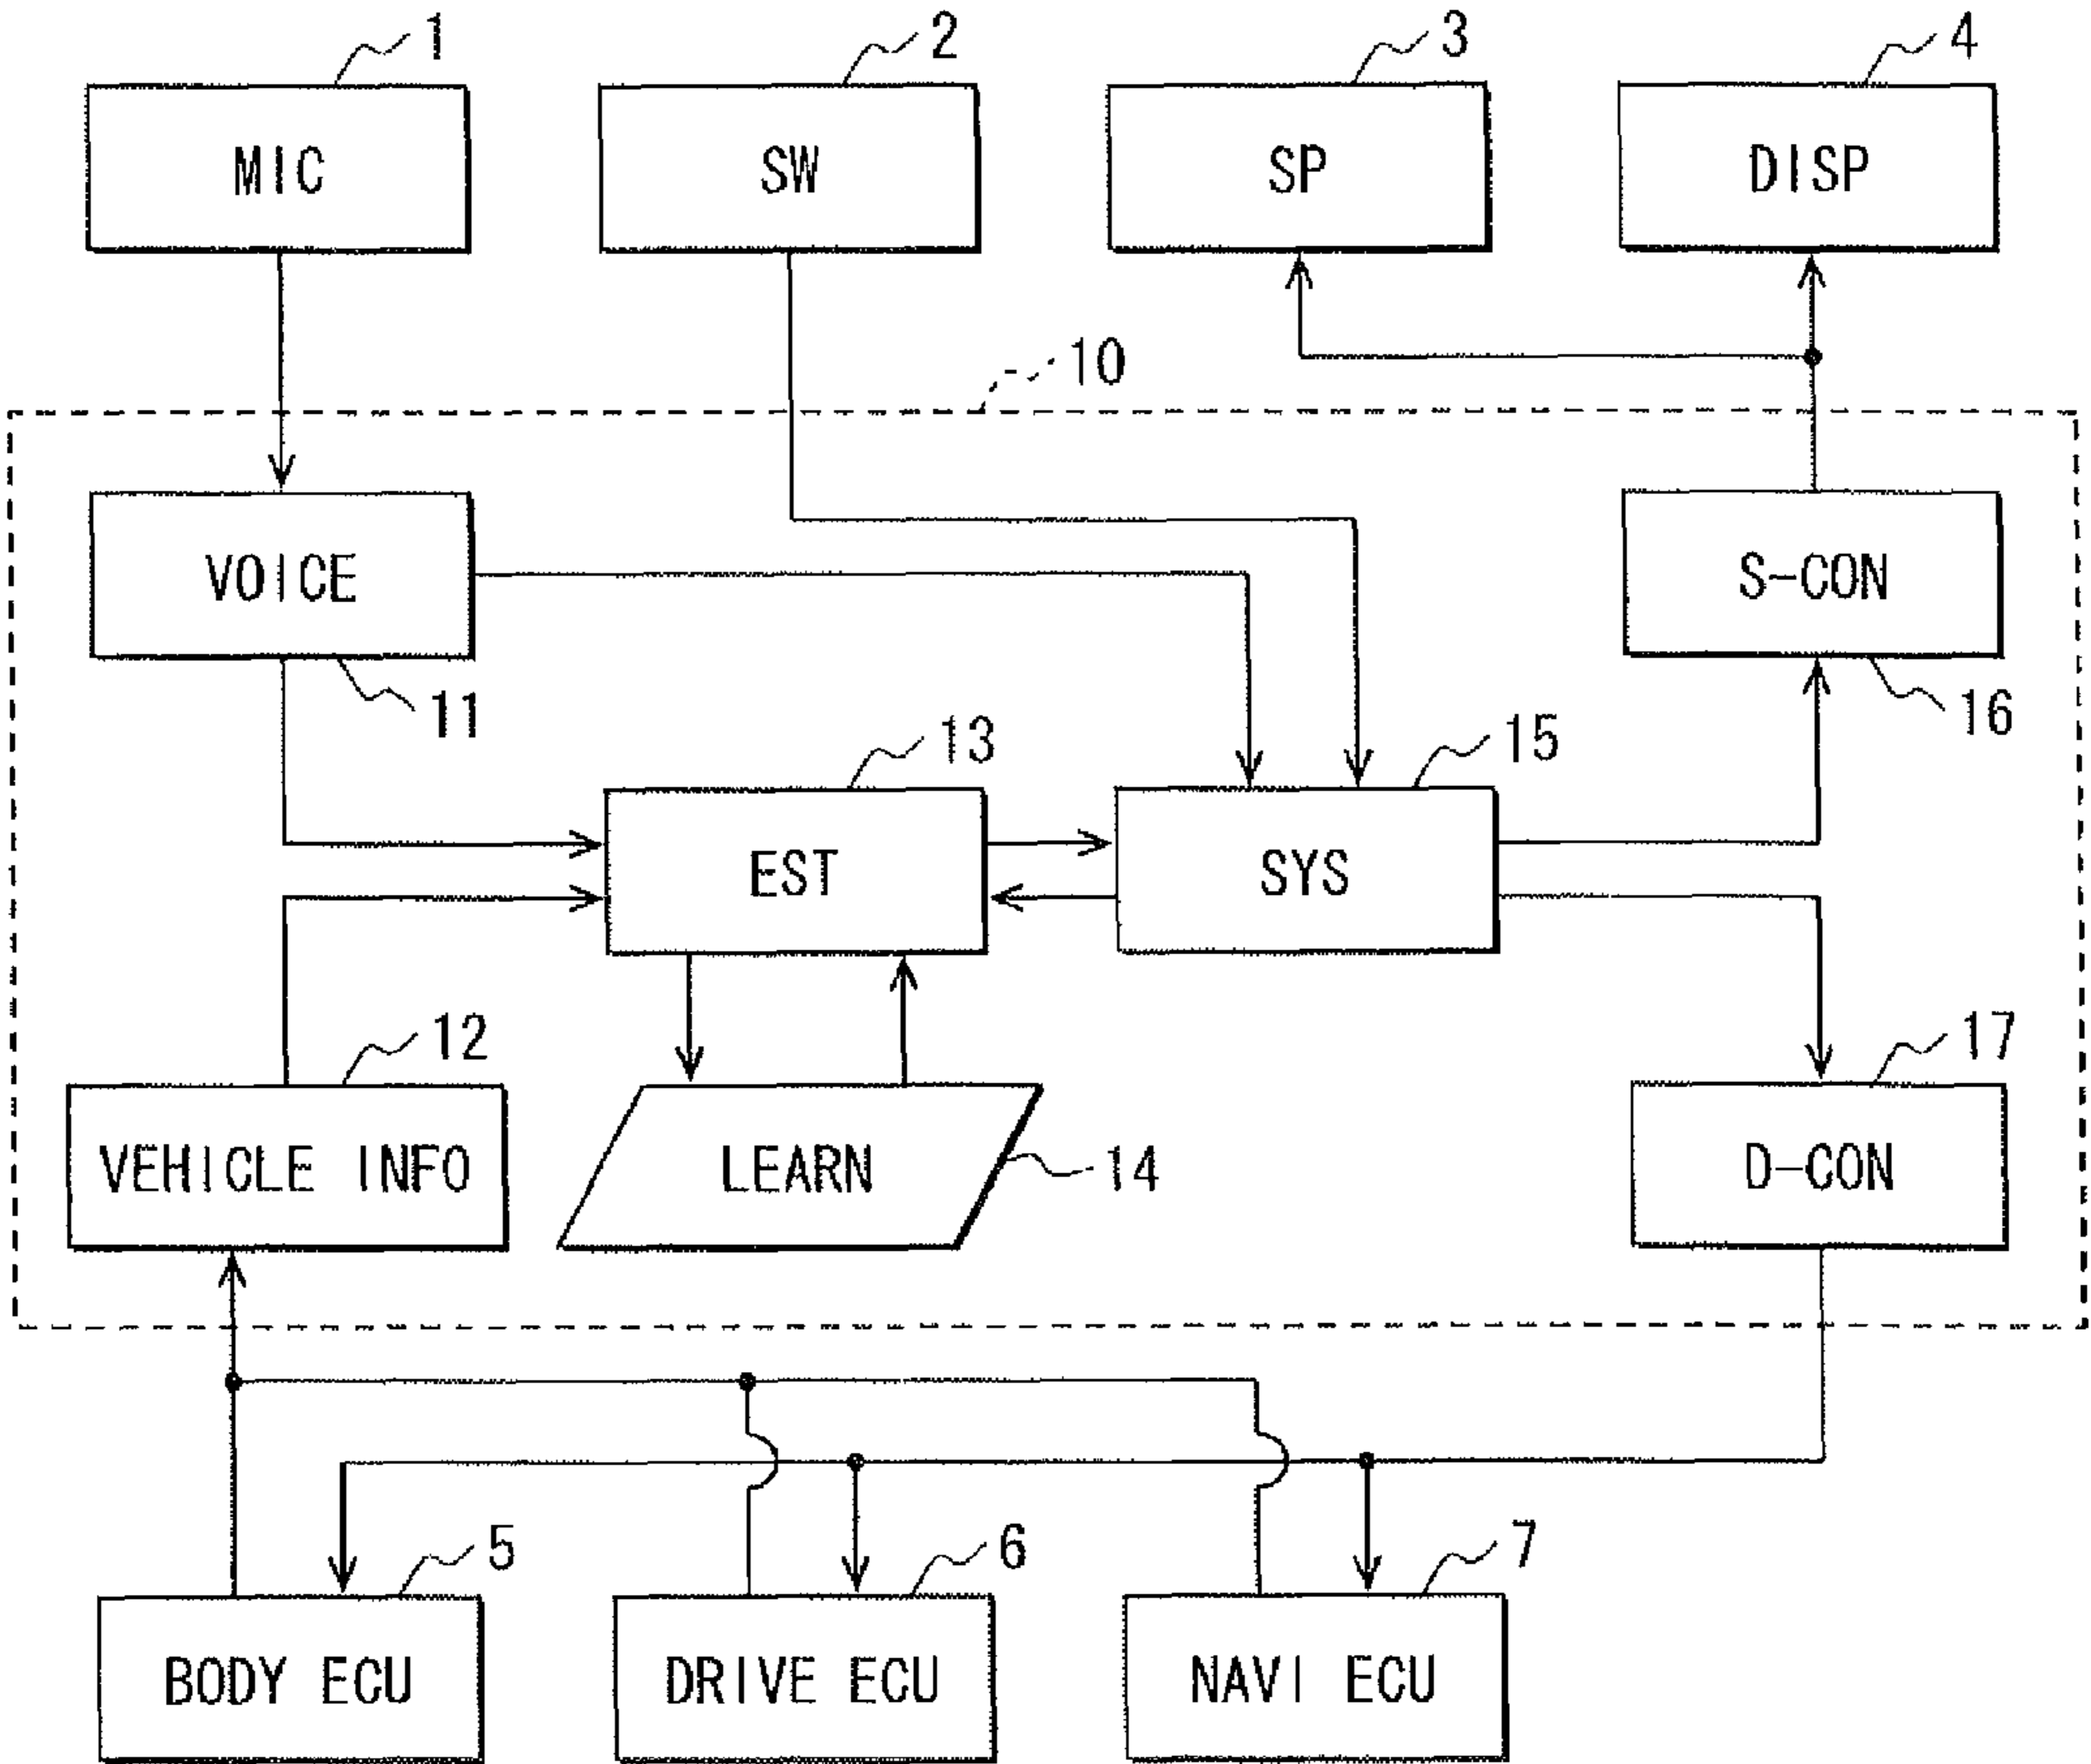 1
2
3
4
MIC
SW
SP
DISP
10
VOICE
S-CON
11
16
13
15
EST
SYS
12
17
VEHICLE INFO
LEARN
14
D-CON
5
6
7
BODY ECU
DRIVE ECU
NAVI ECU